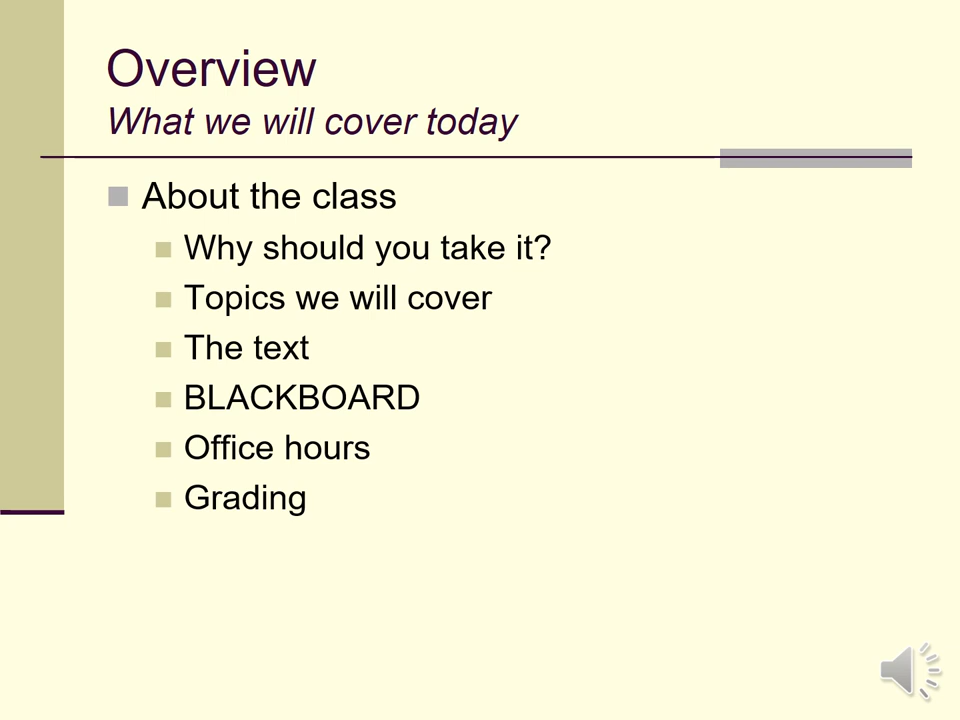 Overview
What we will cover today
About the class
Why should you take it?
Topics we will cover
The text
BLACKBOARD
Office hours
Grading